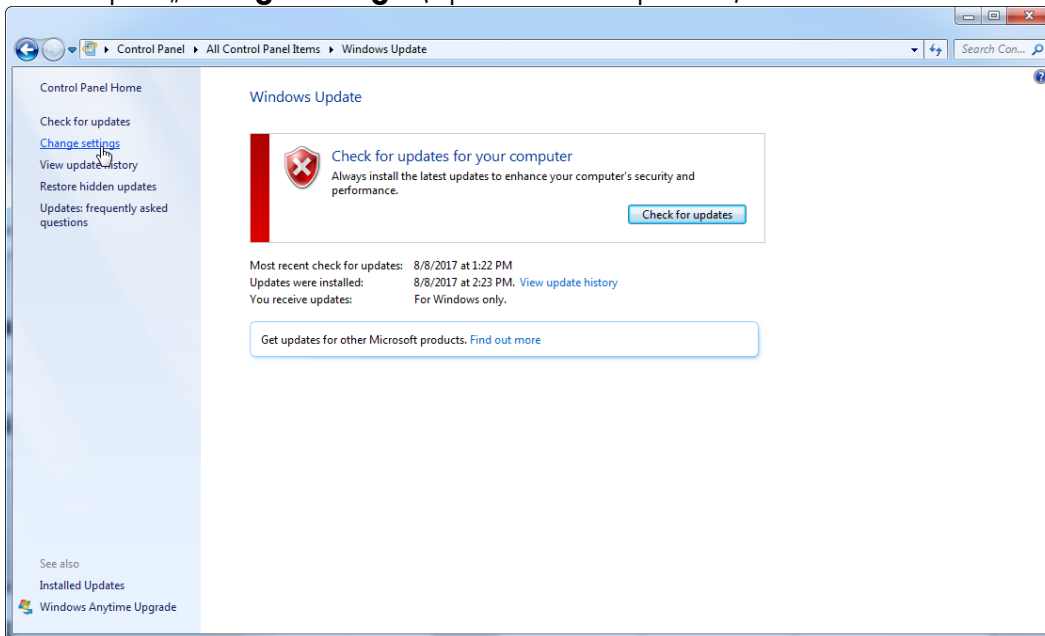 Control Panel ▸ All Control Panel Items ▸ Windows Update
Search Con...
Control Panel Home
Check for updates
Change settings
View update history
Restore hidden updates
Updates: frequently asked
questions
Windows Update
Check for updates for your computer
Always install the latest updates to enhance your computer's security and
performance.
Check for updates
Most recent check for updates: 8/8/2017 at 1:22 PM
Updates were installed: 8/8/2017 at 2:23 PM. View update history
You receive updates: For Windows only.
Get updates for other Microsoft products. Find out more
See also
Installed Updates
Windows Anytime Upgrade